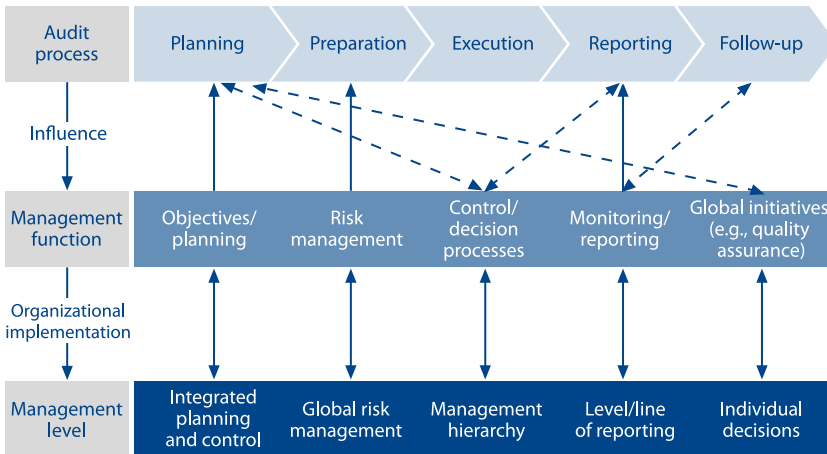 Audit
process
Planning
Preparation
Execution
Reporting
Follow-up
Influence
Management
function
Objectives/
planning
Risk
management
Control/
decision
processes
Monitoring/
reporting
Global initiatives
(e.g., quality
assurance)
Organizational
implementation
Management
level
Integrated
planning
and control
Global risk
management
Management
hierarchy
Level/line
of reporting
Individual
decisions